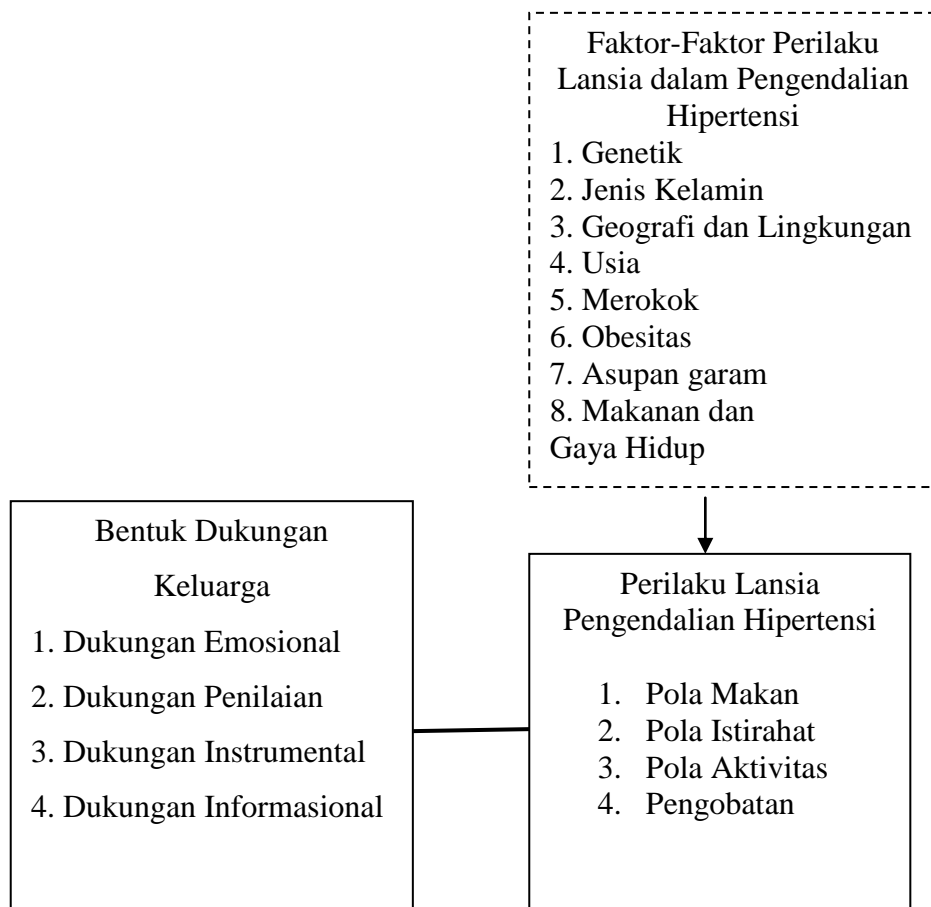 Faktor-Faktor Perilaku
Lansia dalam Pengendalian
Hipertensi
1. Genetik
2. Jenis Kelamin
3. Geografi dan Lingkungan
4. Usia
5. Merokok
6. Obesitas
7. Asupan garam
8. Makanan dan
Gaya Hidup
Bentuk Dukungan
Keluarga
1. Dukungan Emosional
2. Dukungan Penilaian
3. Dukungan Instrumental
4. Dukungan Informasional
Perilaku Lansia
Pengendalian Hipertensi
1. Pola Makan
2. Pola Istirahat
3. Pola Aktivitas
4. Pengobatan